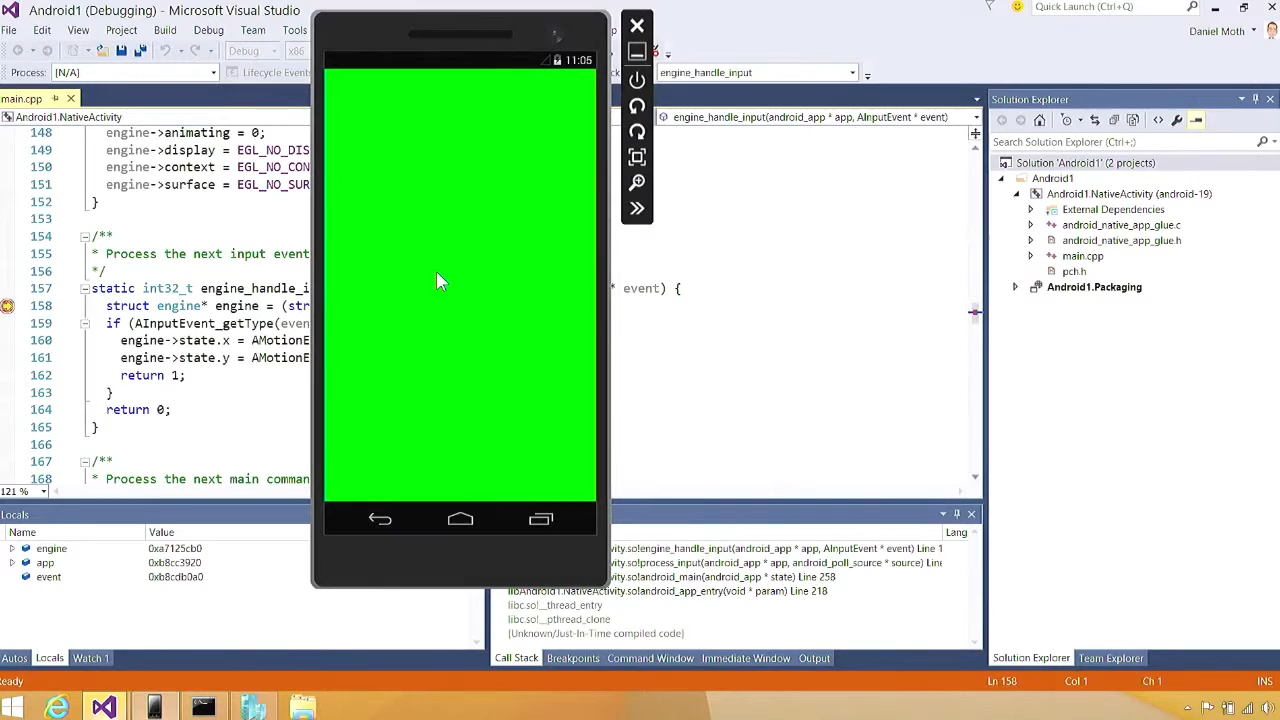 Android1 (Debugging) - Microsoft Visual Studio
Quick Launch (Ctrl+Q)
File Edit View Project Build Debug Team
Daniel Moth
Debug x86
Process: [N/A] Lifecycle Events
engine_handle_input
main.cpp
Android1.NativeActivity
engine_handle_input(android_app * app, AInputEvent * event)
148 engine->animating = 0;
149 engine->display = EGL_NO_DIS
150 engine->context = EGL_NO_CON
151 engine->surface = EGL_NO_SUR
152 }
153
154 /**
155 * Process the next input event
156 */
157 static int32_t engine_handle_i * event) {
158 struct engine* engine = (str
159 if (AInputEvent_getType(even
160 engine->state.x = AMotionE
161 engine->state.y = AMotionE
162 return 1;
163 }
164 return 0;
165 }
166
167 /**
168 * Process the next main comman
121 %
11:05
Solution Explorer
Search Solution Explorer (Ctrl+;)
Solution 'Android1' (2 projects)
Android1
Android1.NativeActivity (android-19)
External Dependencies
android_native_app_glue.c
android_native_app_glue.h
main.cpp
pch.h
Android1.Packaging
Locals
Name Value
engine 0xa7125cb0
app 0xb8cc3920
event 0xb8cdb0a0
Autos Locals Watch 1
Lang
ivity.so!engine_handle_input(android_app * app, AInputEvent * event) Line 1
ivity.so!process_input(android_app * app, android_poll_source * source) Line
ivity.so!android_main(android_app * state) Line 258
libAndroid1.NativeActivity.so!android_app_entry(void * param) Line 218
libc.so!__thread_entry
libc.so!__pthread_clone
[Unknown/Just-In-Time compiled code]
Call Stack Breakpoints Command Window Immediate Window Output
Solution Explorer Team Explorer
Ready
Ln 158 Col 1 Ch 1 INS